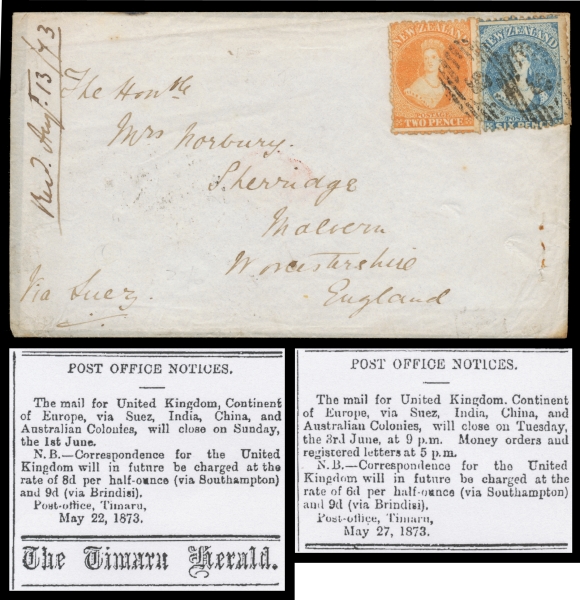 Recd. Augt. 13/73
The Honble
Mrs Norbury.
Sherridge
Malvern
Worcestershire
England
Via Suez.
NEW ZEALAND
POSTAGE
TWO PENCE
NEW ZEALAND
POSTAGE
SIX PENCE
POST OFFICE NOTICES.
The mail for United Kingdom, Continent
of Europe, via Suez, India, China, and
Australian Colonies, will close on Sunday,
the 1st June.
N.B.—Correspondence for the United
Kingdom will in future be charged at the
rate of 8d per half-ounce (via Southampton)
and 9d (via Brindisi).
Post-office, Timaru,
May 22, 1873.
The Timaru Herald.
POST OFFICE NOTICES.
The mail for United Kingdom. Continent
of Europe, via Suez, India, China, and
Australian Colonies, will close on Tuesday,
the 3rd June, at 9 p.m. Money orders and
registered letters at 5 p.m.
N.B.—Correspondence for the United
Kingdom will in future be charged at the
rate of 6d per half-ounce (via Southampton)
and 9d (via Brindisi).
Post-office, Timaru,
May 27, 1873.